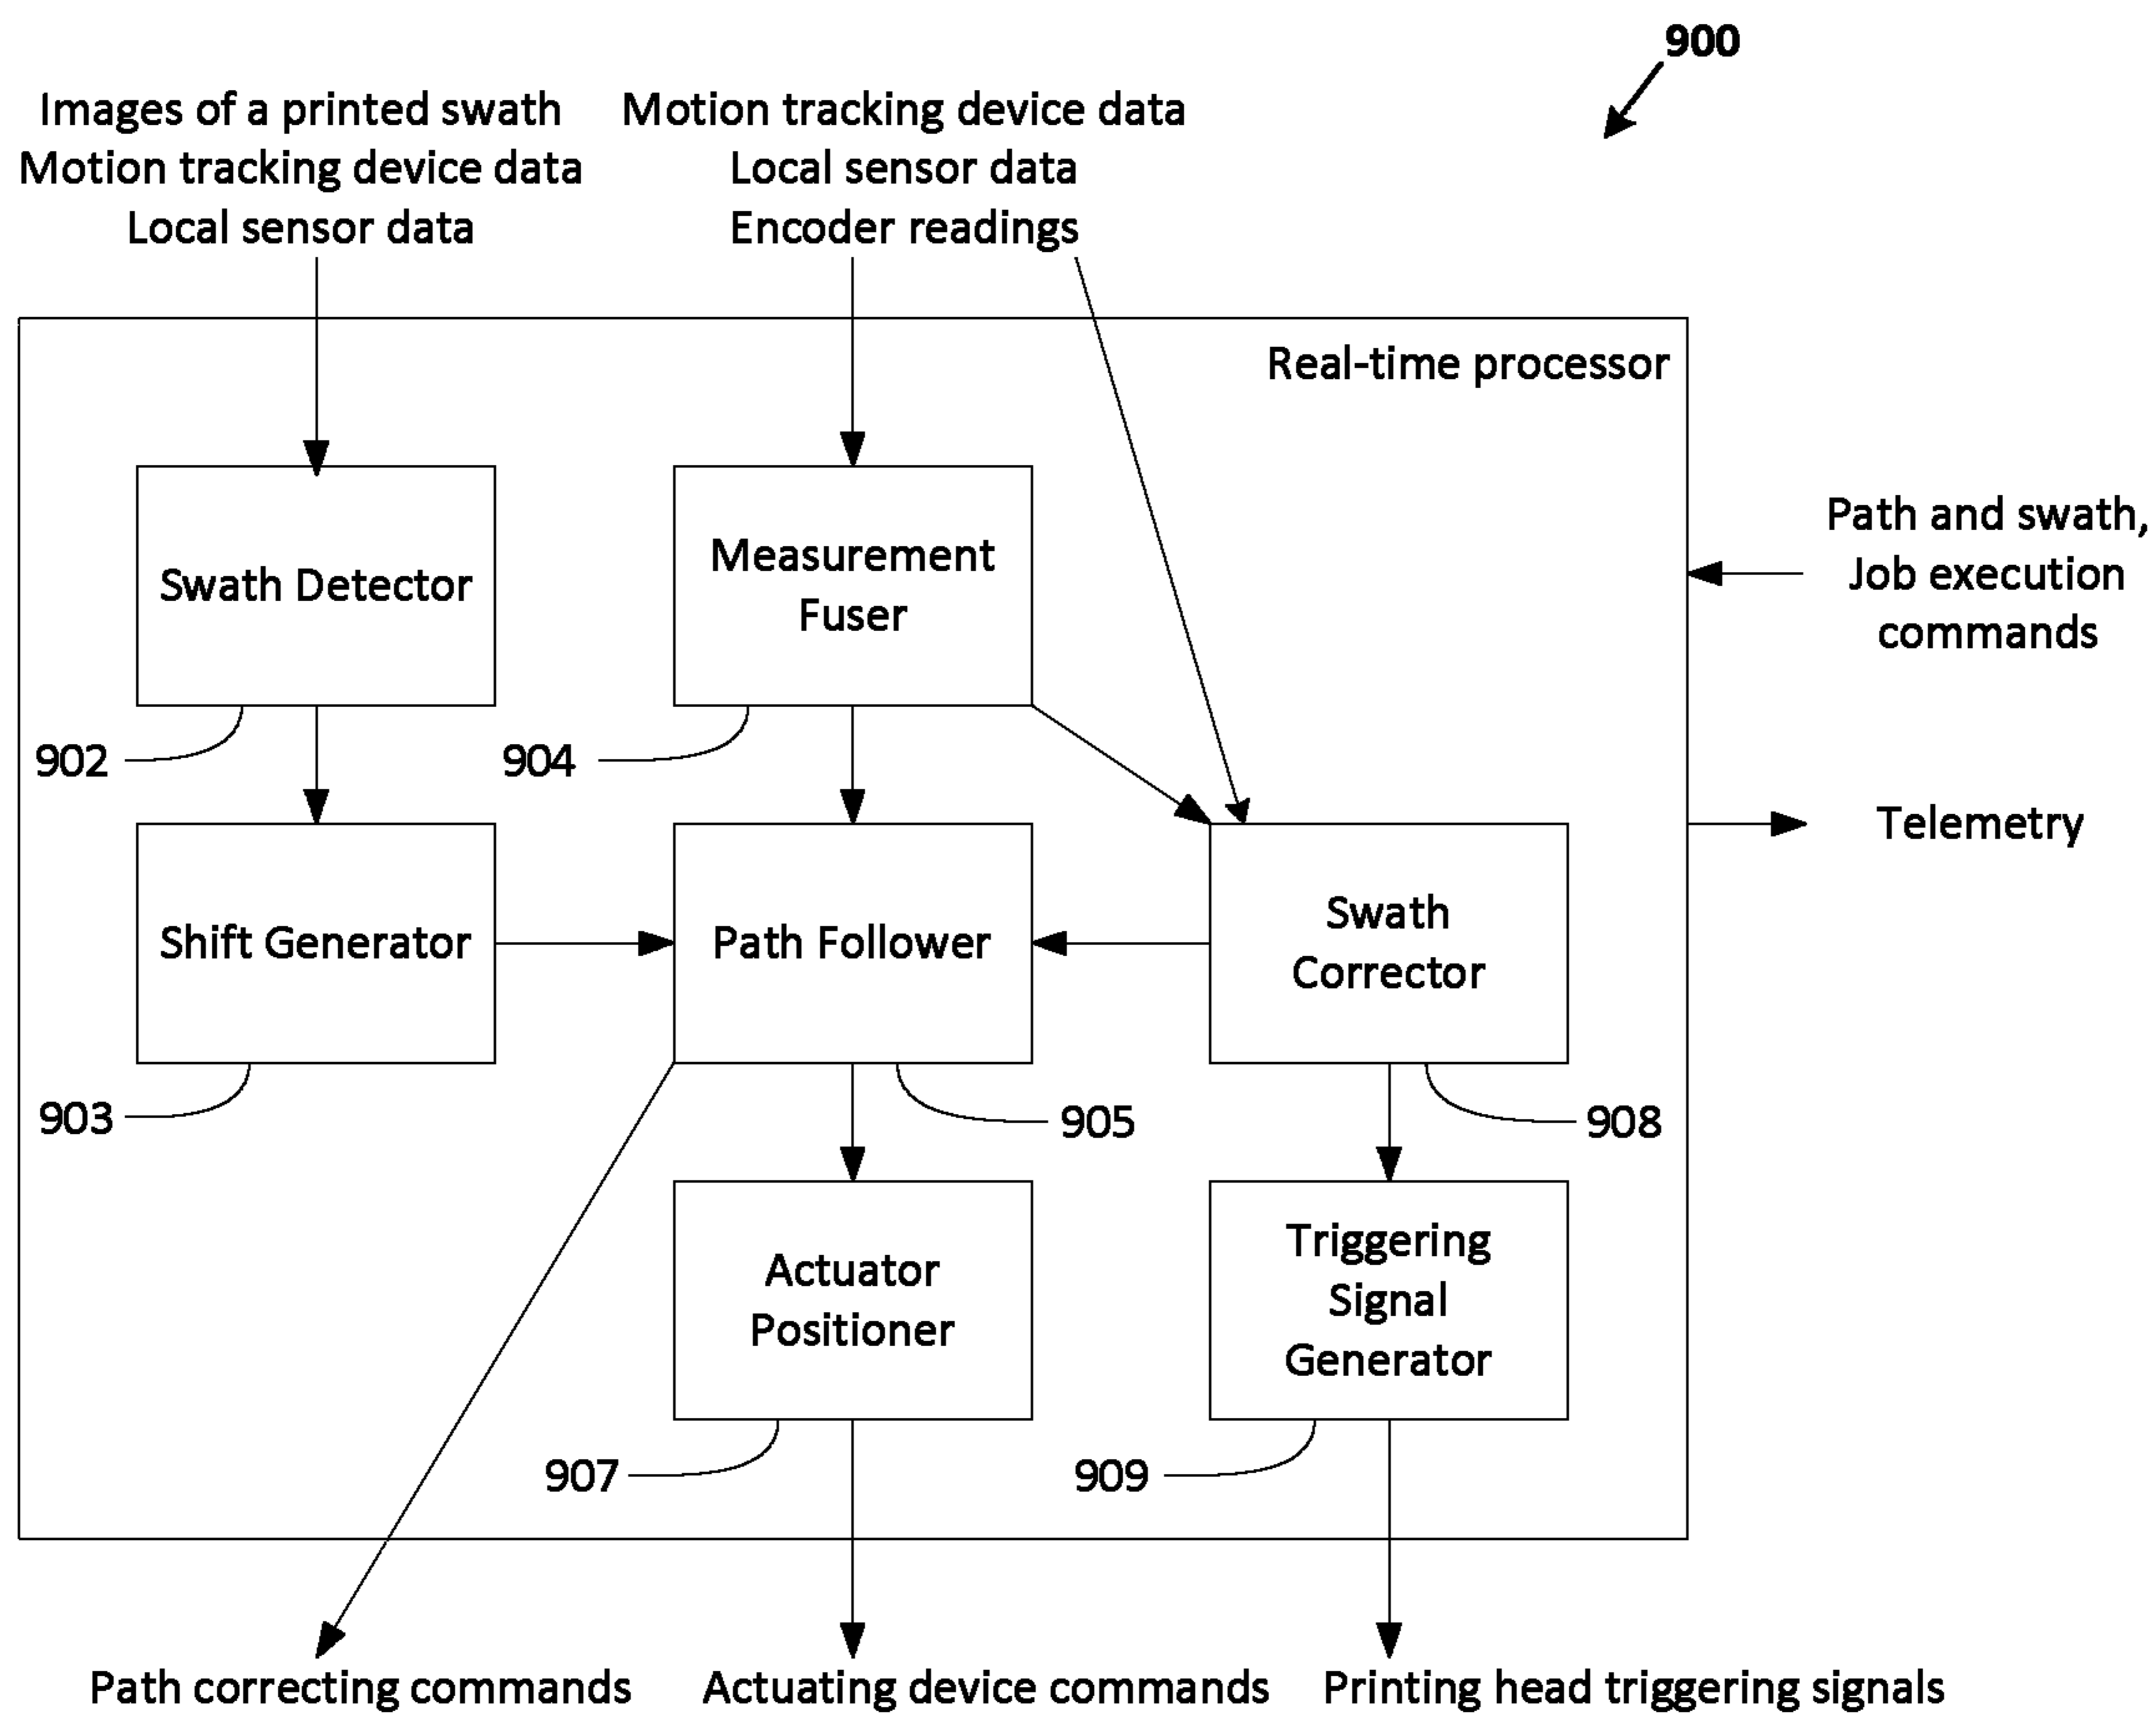 900
Images of a printed swath
Motion tracking device data
Local sensor data
Motion tracking device data
Local sensor data
Encoder readings
Real-time processor
Path and swath,
Job execution
commands
Swath Detector
Measurement
Fuser
902
904
Telemetry
Shift Generator
Path Follower
Swath
Corrector
903
905
908
Actuator
Positioner
Triggering
Signal
Generator
907
909
Path correcting commands
Actuating device commands
Printing head triggering signals